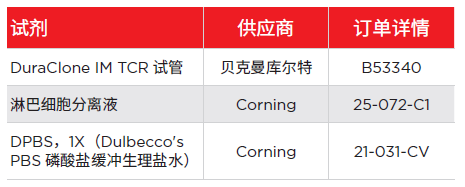 试剂 供应商 订单详情
DuraClone IM TCR 试管 贝克曼库尔特 B53340
淋巴细胞分离液 Corning 25-072-C1
DPBS，1X（Dulbecco's
PBS 磷酸盐缓冲生理盐水） Corning 21-031-CV